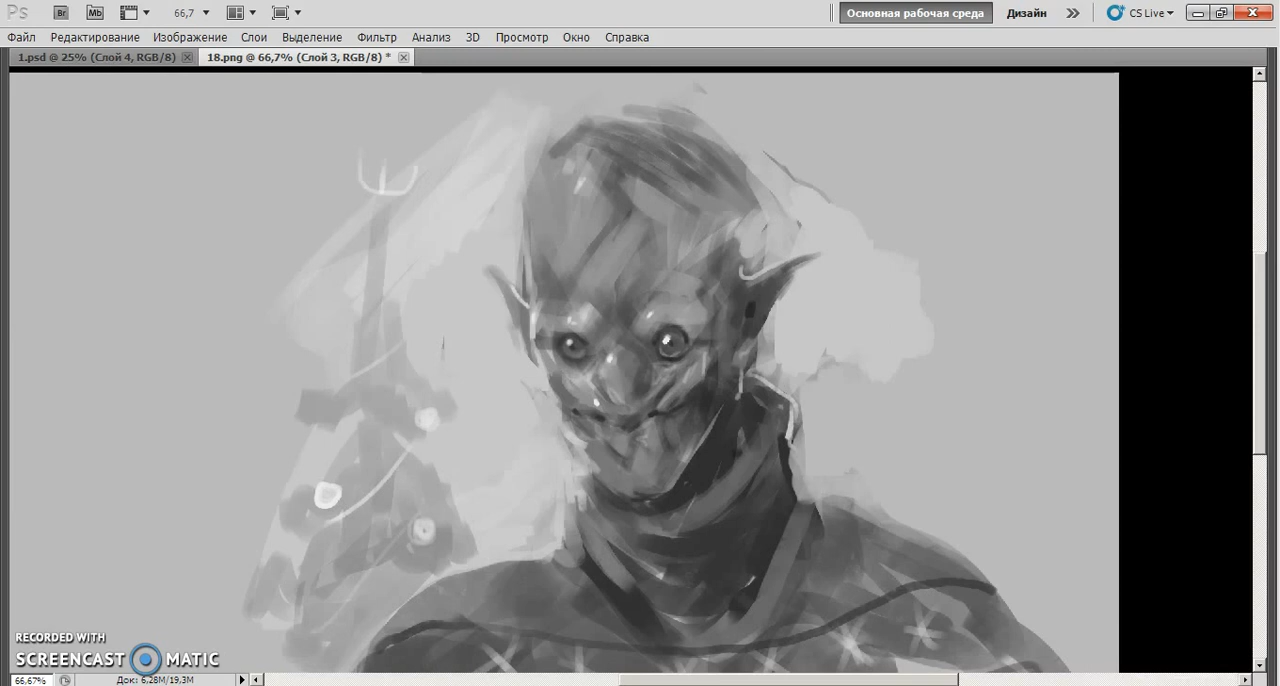 Ps Br Mb 66,7 Основная рабочая среда Дизайн CS Live
Файл Редактирование Изображение Слои Выделение Фильтр Анализ 3D Просмотр Окно Справка
1.psd @ 25% (Слой 4, RGB/8) 18.png @ 66,7% (Слой 3, RGB/8) *
RECORDED WITH
SCREENCAST MATIC
66,67% Док: 6,28M/19,3M